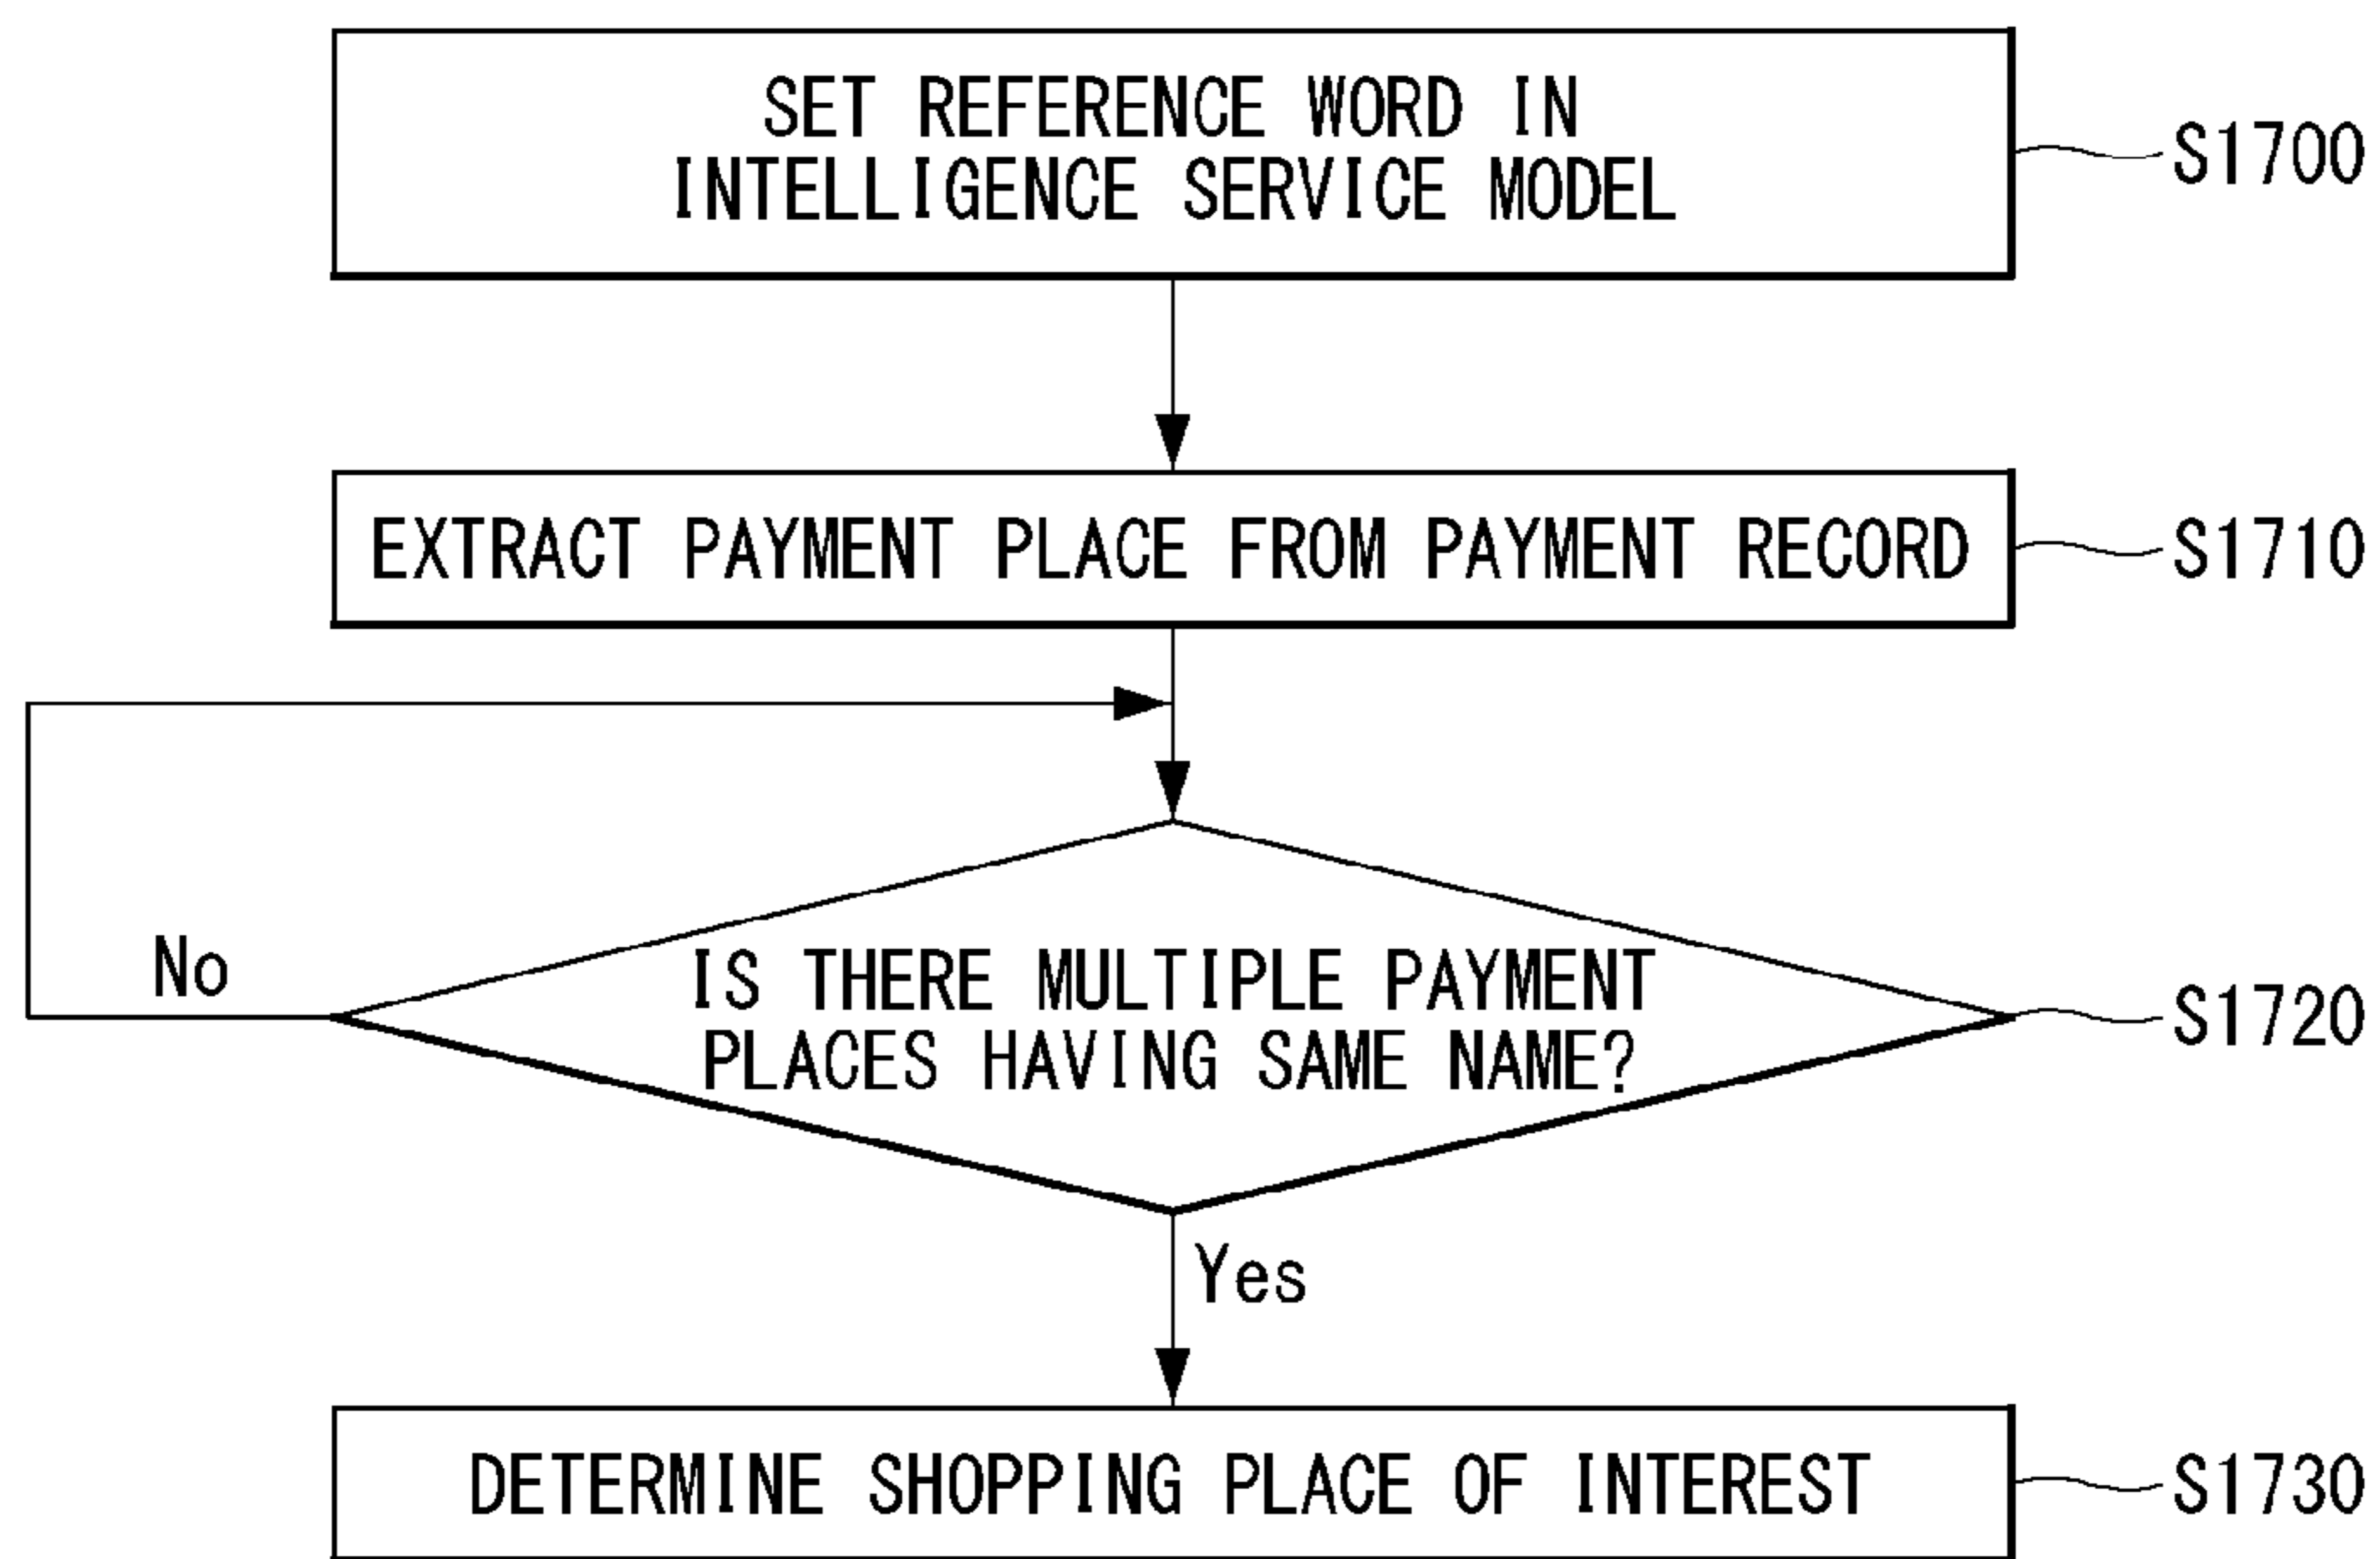 SET REFERENCE WORD IN
INTELLIGENCE SERVICE MODEL
S1700
EXTRACT PAYMENT PLACE FROM PAYMENT RECORD
S1710
No
IS THERE MULTIPLE PAYMENT
PLACES HAVING SAME NAME?
S1720
Yes
DETERMINE SHOPPING PLACE OF INTEREST
S1730